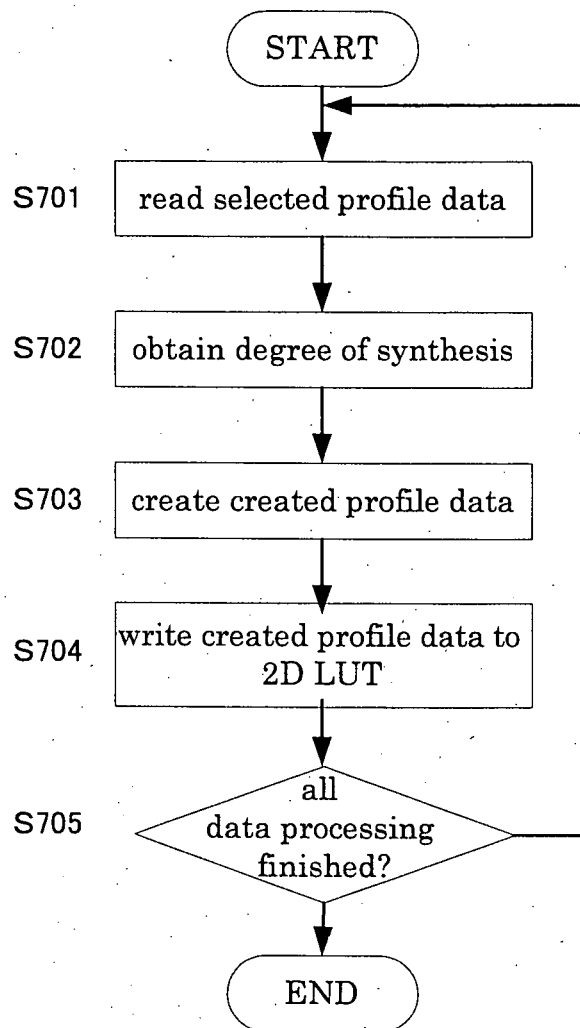 START
S701
read selected profile data
S702
obtain degree of synthesis
S703
create created profile data
S704
write created profile data to
2D LUT
S705
all
data processing
finished?
END